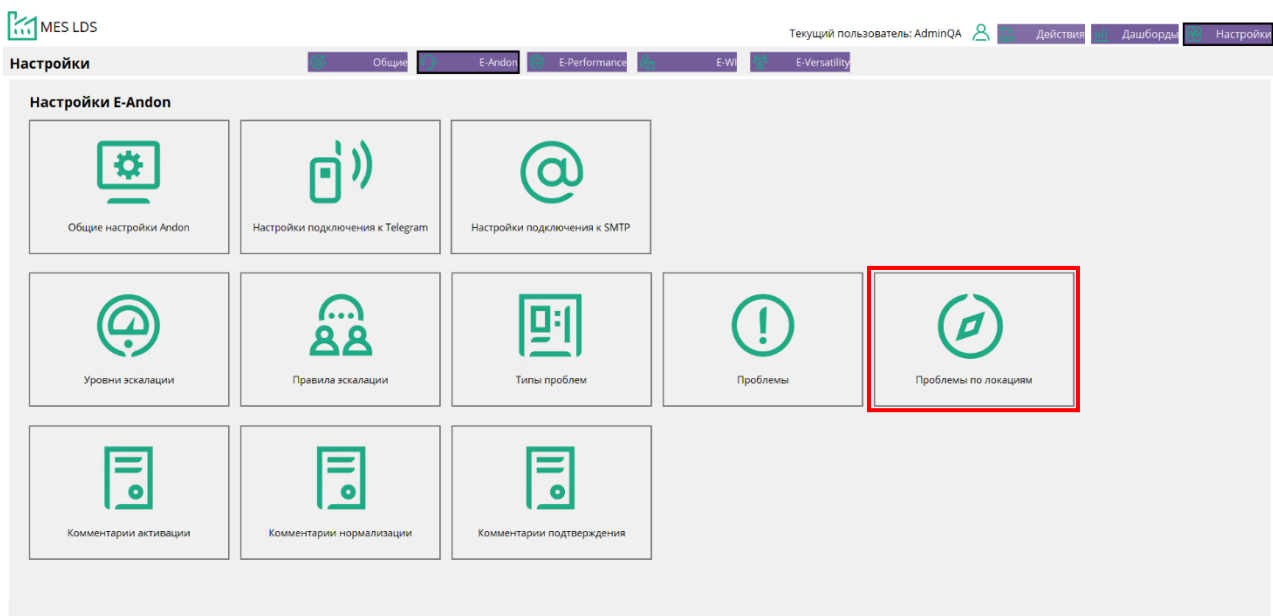 MES LDS
Текущий пользователь: AdminQA
Действия
Дашборды
Настройки
Настройки
Общие
E-Andon
E-Performance
E-WI
E-Versatility
Настройки E-Andon
Общие настройки Andon
Настройки подключения к Telegram
Настройки подключения к SMTP
Уровни эскалации
Правила эскалации
Типы проблем
Проблемы
Проблемы по локациям
Комментарии активации
Комментарии нормализации
Комментарии подтверждения